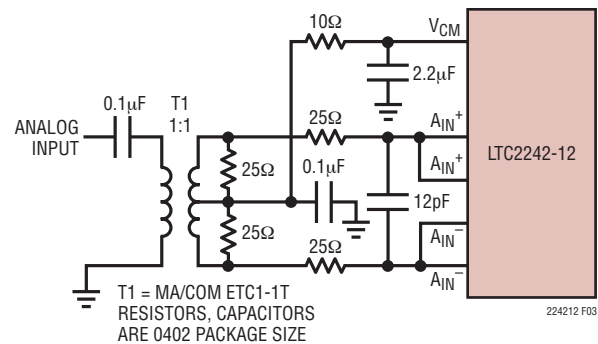 10Ω
VCM
2.2µF
0.1µF
T1
1:1
ANALOG
INPUT
25Ω
AIN+
AIN+
LTC2242-12
25Ω
0.1µF
12pF
25Ω
25Ω
AIN–
AIN–
T1 = MA/COM ETC1-1T
RESISTORS, CAPACITORS
ARE 0402 PACKAGE SIZE
224212 F03